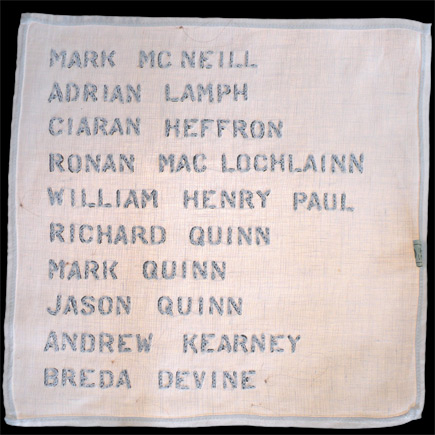 MARK MC NEILL
ADRIAN LAMPH
CIARAN HEFFRON
RONAN MAC LOCHLAINN
WILLIAM HENRY PAUL
RICHARD QUINN
MARK QUINN
JASON QUINN
ANDREW KEARNEY
BREDA DEVINE